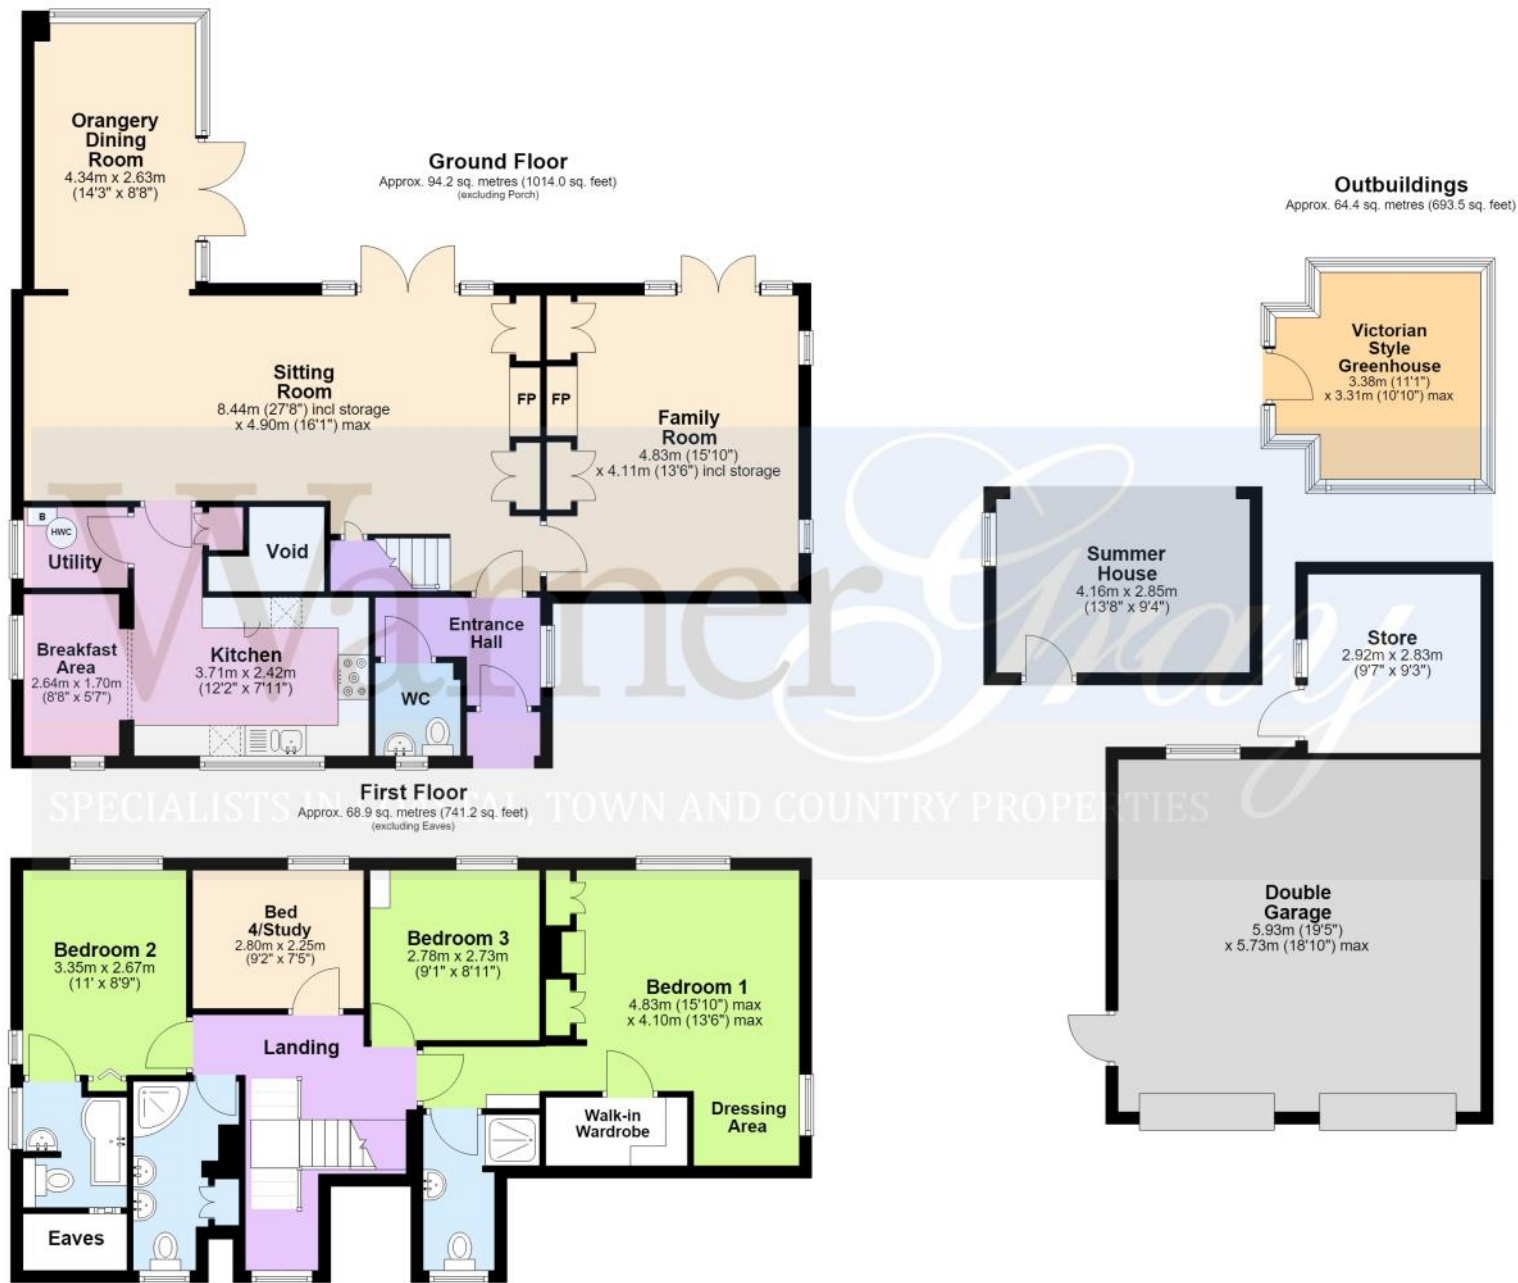 Orangery
Dining
Room
4.34m x 2.63m
(14'3" x 8'8")
Ground Floor
Approx. 94.2 sq. metres (1014.0 sq. feet)
(excluding Porch)
Outbuildings
Approx. 64.4 sq. metres (693.5 sq. feet)
Sitting
Room
8.44m (27'8") incl storage
x 4.90m (16'1") max
FP
FP
Family
Room
4.83m (15'10")
x 4.11m (13'6") incl storage
Victorian
Style
Greenhouse
3.38m (11'1")
x 3.31m (10'10") max
B
HWC
Utility
Void
Summer
House
4.16m x 2.85m
(13'8" x 9'4")
Breakfast
Area
2.64m x 1.70m
(8'8" x 5'7")
Kitchen
3.71m x 2.42m
(12'2" x 7'11")
Entrance
Hall
WC
Store
2.92m x 2.83m
(9'7" x 9'3")
Warner Gray
SPECIALISTS IN COASTAL, TOWN AND COUNTRY PROPERTIES
First Floor
Approx. 68.9 sq. metres (741.2 sq. feet)
(excluding Eaves)
Bedroom 2
3.35m x 2.67m
(11' x 8'9")
Bed
4/Study
2.80m x 2.25m
(9'2" x 7'5")
Bedroom 3
2.78m x 2.73m
(9'1" x 8'11")
Bedroom 1
4.83m (15'10") max
x 4.10m (13'6") max
Double
Garage
5.93m (19'5")
x 5.73m (18'10") max
Landing
Walk-in
Wardrobe
Dressing
Area
Eaves